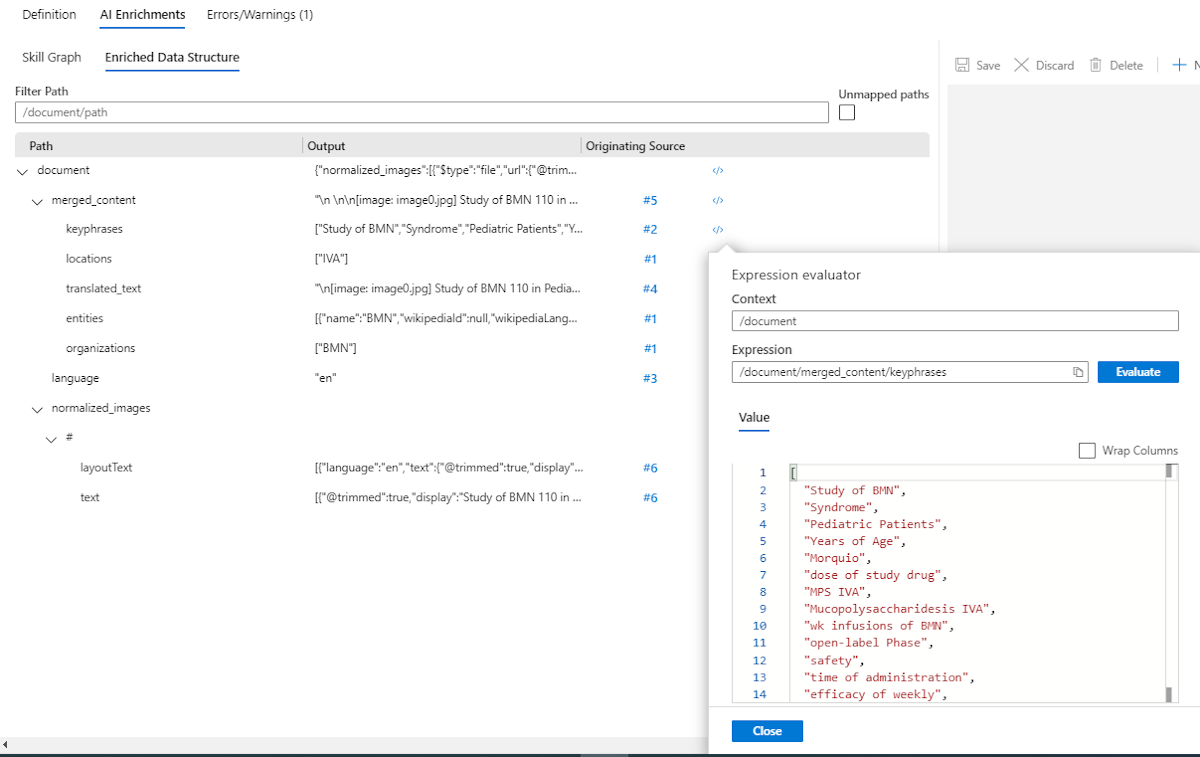 Definition AI Enrichments Errors/Warnings (1)
Skill Graph Enriched Data Structure
Save Discard Delete + N
Filter Path
Unmapped paths
/document/path
Path Output Originating Source
document {"normalized_images":[{"$type":"file","url":{"@trim... </>
merged_content "\n \n\n[image: image0.jpg] Study of BMN 110 in ... #5 </>
keyphrases ["Study of BMN","Syndrome","Pediatric Patients","Y... #2 </>
locations ["IVA"] #1
translated_text "\n[image: image0.jpg] Study of BMN 110 in Pedia... #4
entities [{"name":"BMN","wikipediaId":null,"wikipediaLang... #1
organizations ["BMN"] #1
language "en" #3
normalized_images
#
layoutText [{"language":"en","text":{"@trimmed":true,"display"... #6
text [{"@trimmed":true,"display":"Study of BMN 110 in ... #6
Expression evaluator
Context
/document
Expression
/document/merged_content/keyphrases Evaluate
Value
Wrap Columns
1 [
2 "Study of BMN",
3 "Syndrome",
4 "Pediatric Patients",
5 "Years of Age",
6 "Morquio",
7 "dose of study drug",
8 "MPS IVA",
9 "Mucopolysaccharidesis IVA",
10 "wk infusions of BMN",
11 "open-label Phase",
12 "safety",
13 "time of administration",
14 "efficacy of weekly",
Close